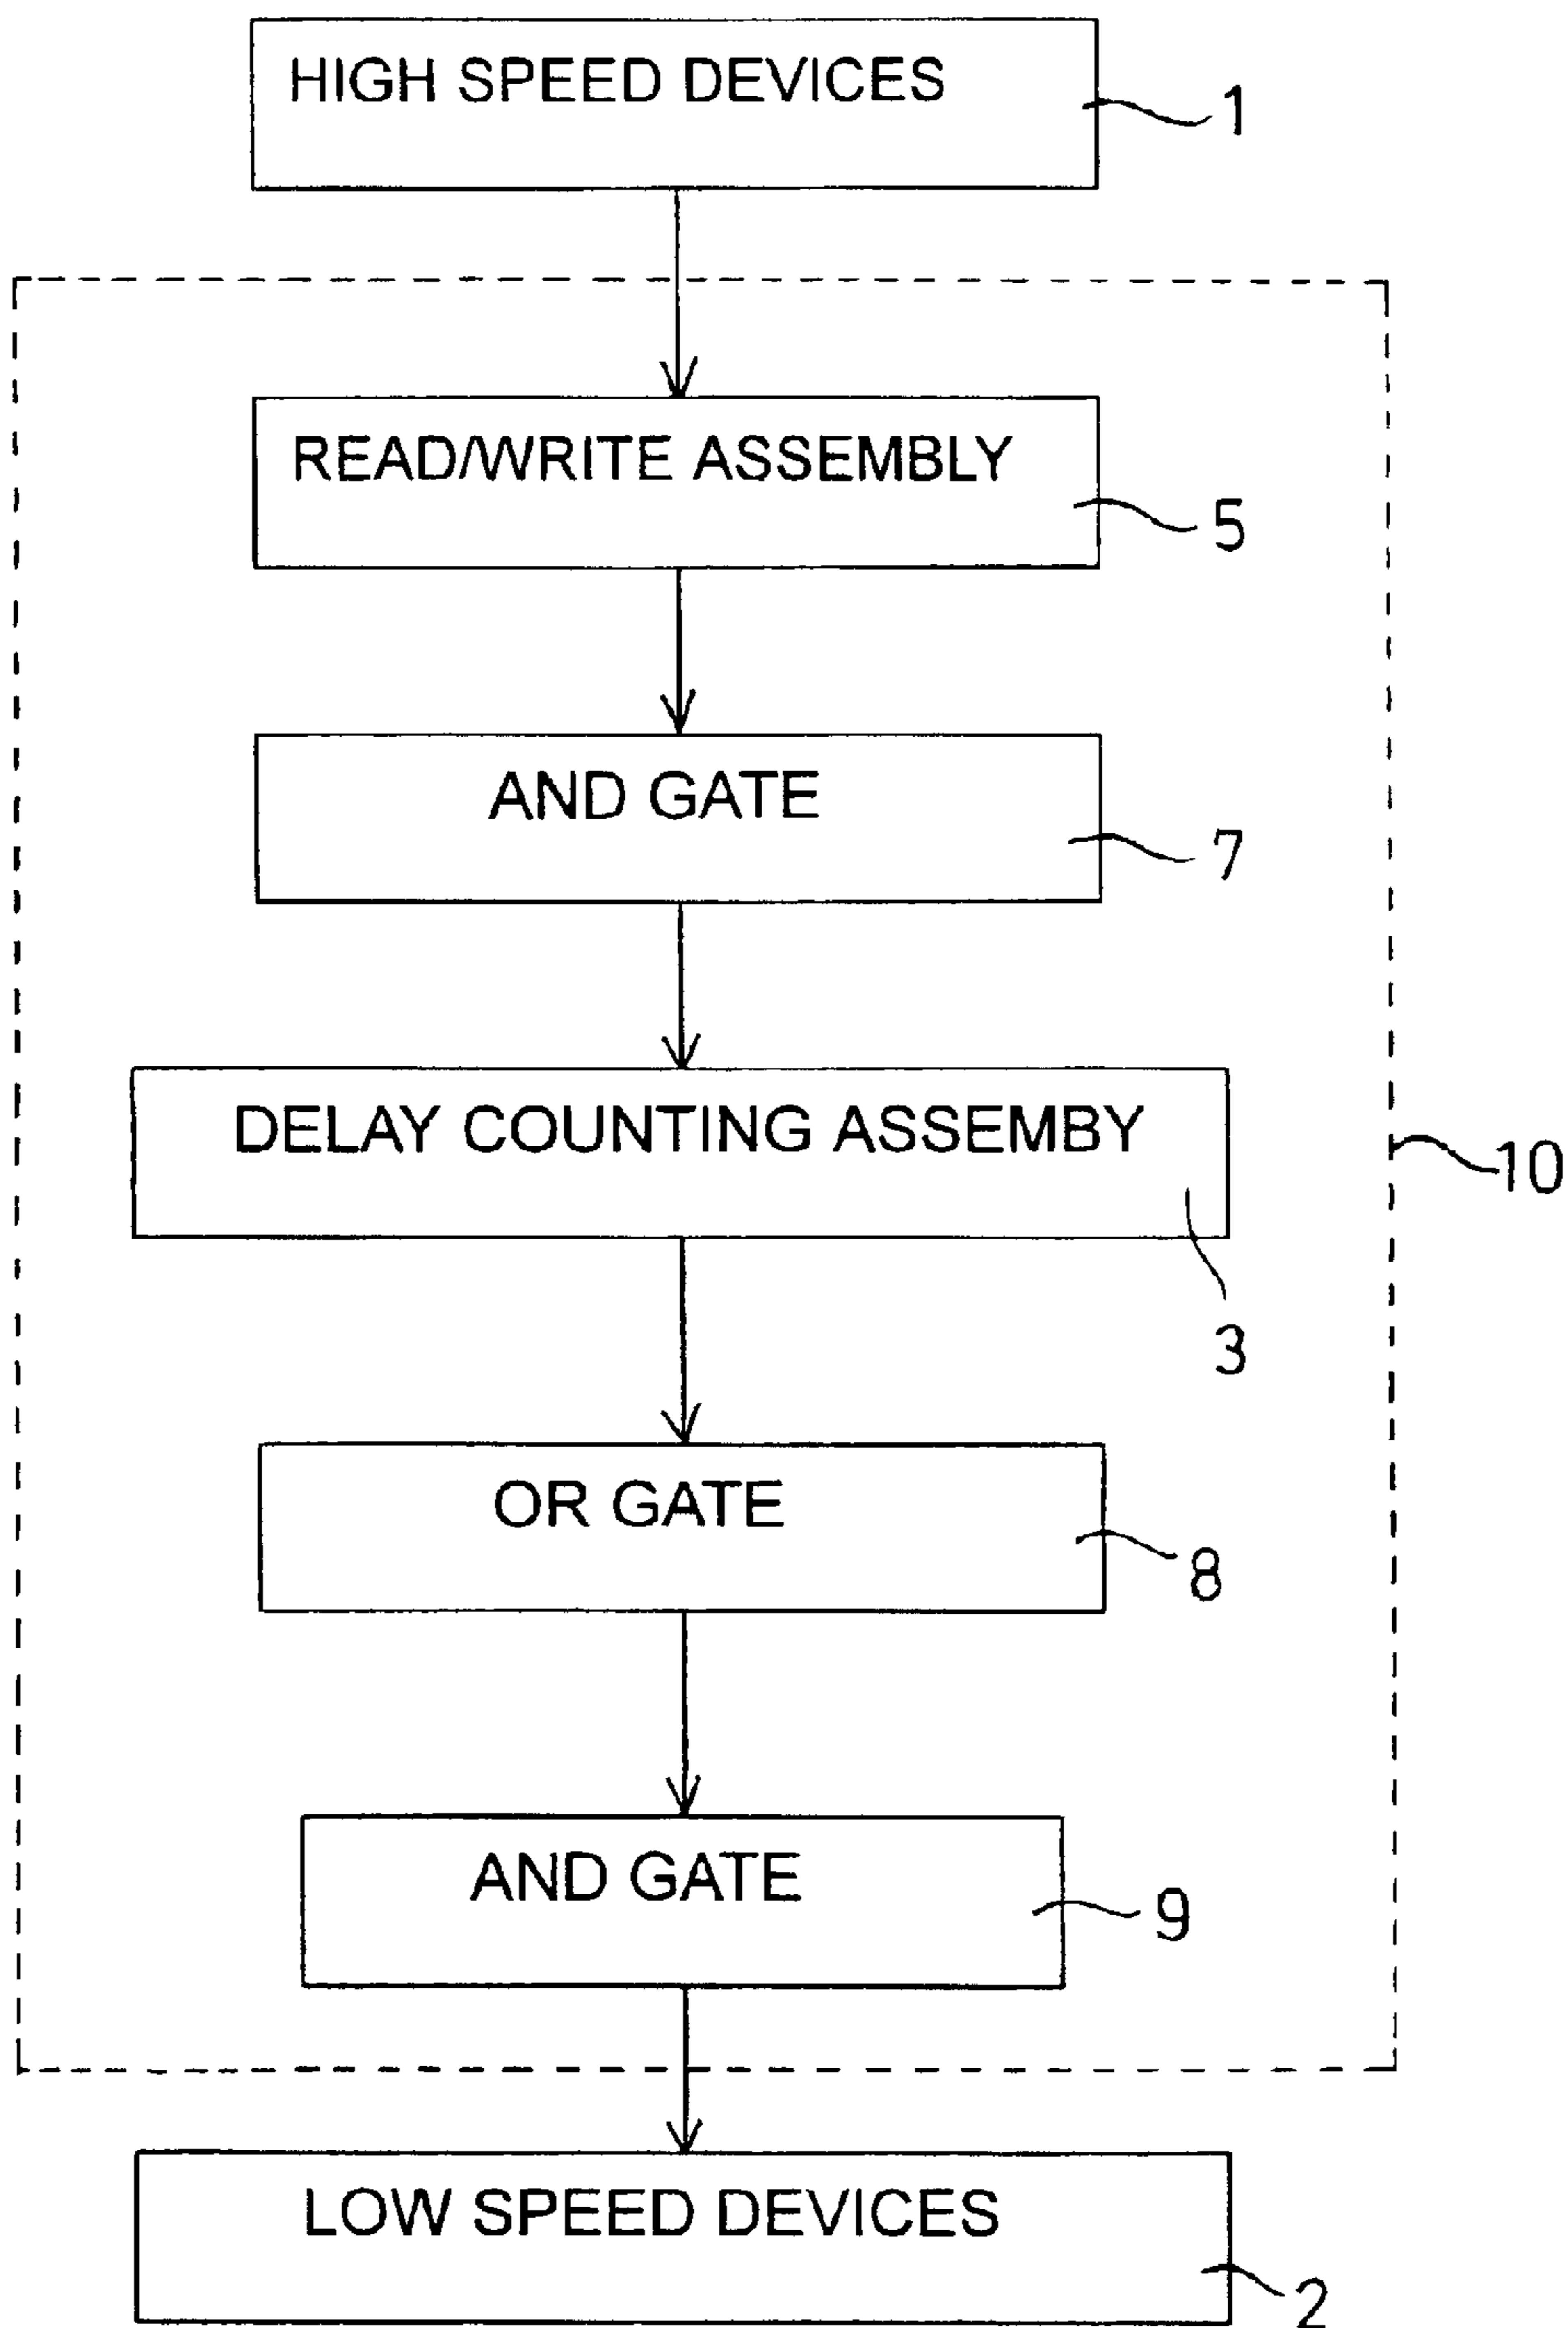 HIGH SPEED DEVICES
1
READ/WRITE ASSEMBLY
5
AND GATE
7
DELAY COUNTING ASSEMBY
10
3
OR GATE
8
AND GATE
9
LOW SPEED DEVICES
2